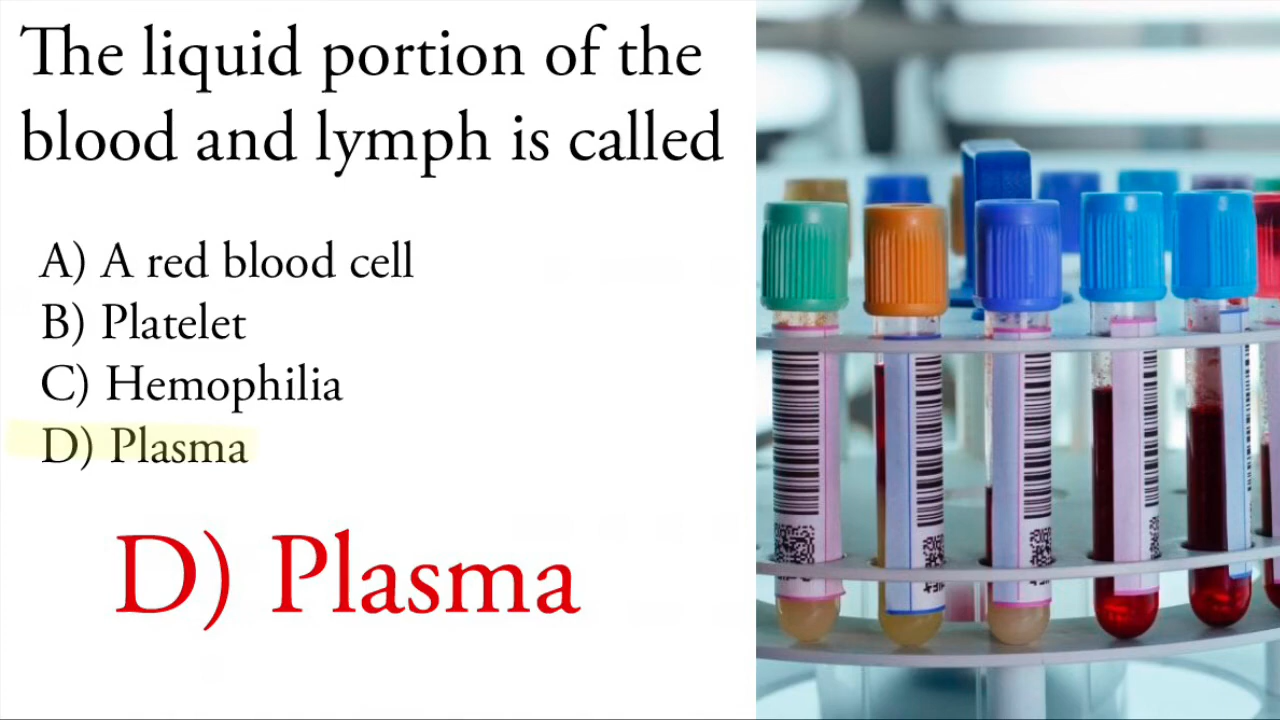 The liquid portion of the
blood and lymph is called
A) A red blood cell
B) Platelet
C) Hemophilia
D) Plasma
D) Plasma